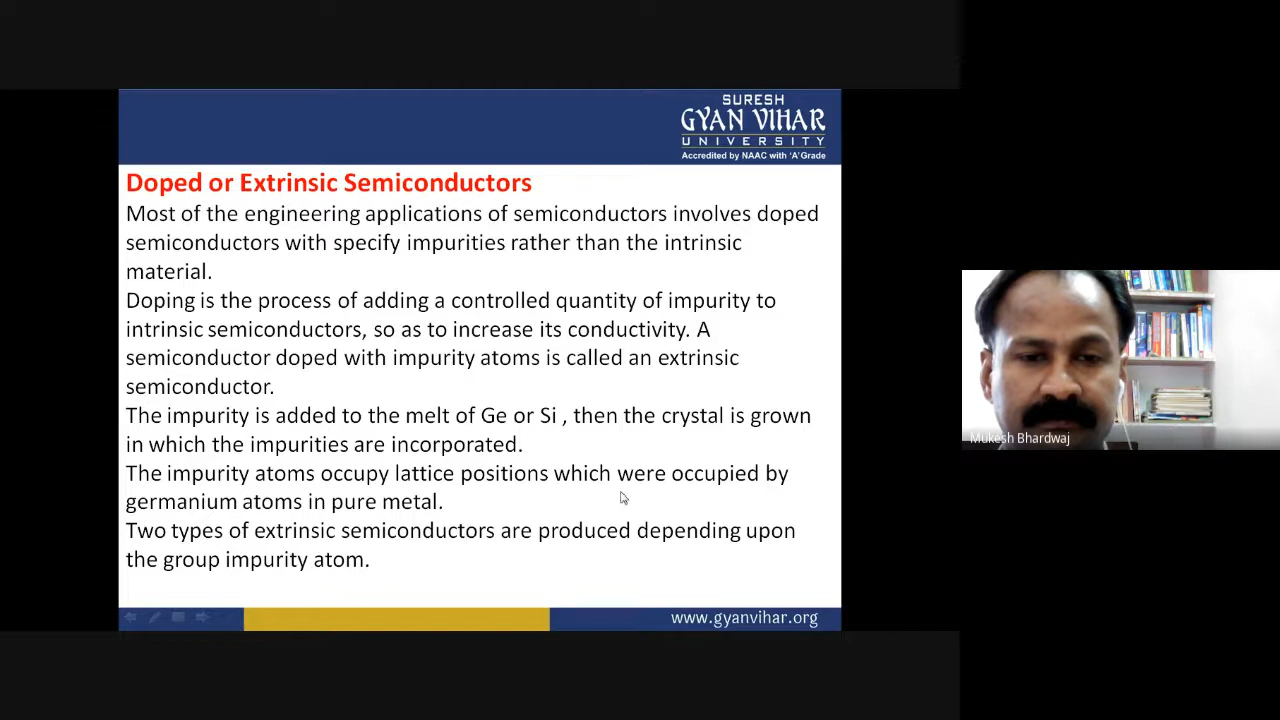 SURESH
GYAN VIHAR
UNIVERSITY
Accredited by NAAC with 'A' Grade
Doped or Extrinsic Semiconductors
Most of the engineering applications of semiconductors involves doped
semiconductors with specify impurities rather than the intrinsic
material.
Doping is the process of adding a controlled quantity of impurity to
intrinsic semiconductors, so as to increase its conductivity. A
semiconductor doped with impurity atoms is called an extrinsic
semiconductor.
The impurity is added to the melt of Ge or Si , then the crystal is grown
in which the impurities are incorporated.
The impurity atoms occupy lattice positions which were occupied by
germanium atoms in pure metal.
Two types of extrinsic semiconductors are produced depending upon
the group impurity atom.
www.gyanvihar.org
Mukesh Bhardwaj